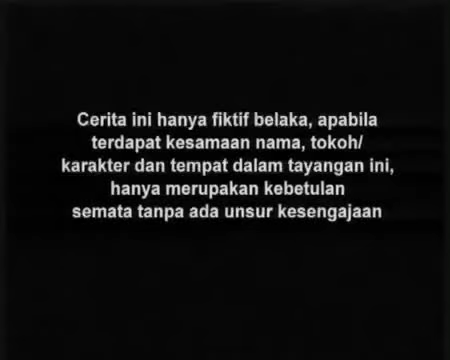 Cerita ini hanya fiktif belaka, apabila
terdapat kesamaan nama, tokoh/
karakter dan tempat dalam tayangan ini,
hanya merupakan kebetulan
semata tanpa ada unsur kesengajaan